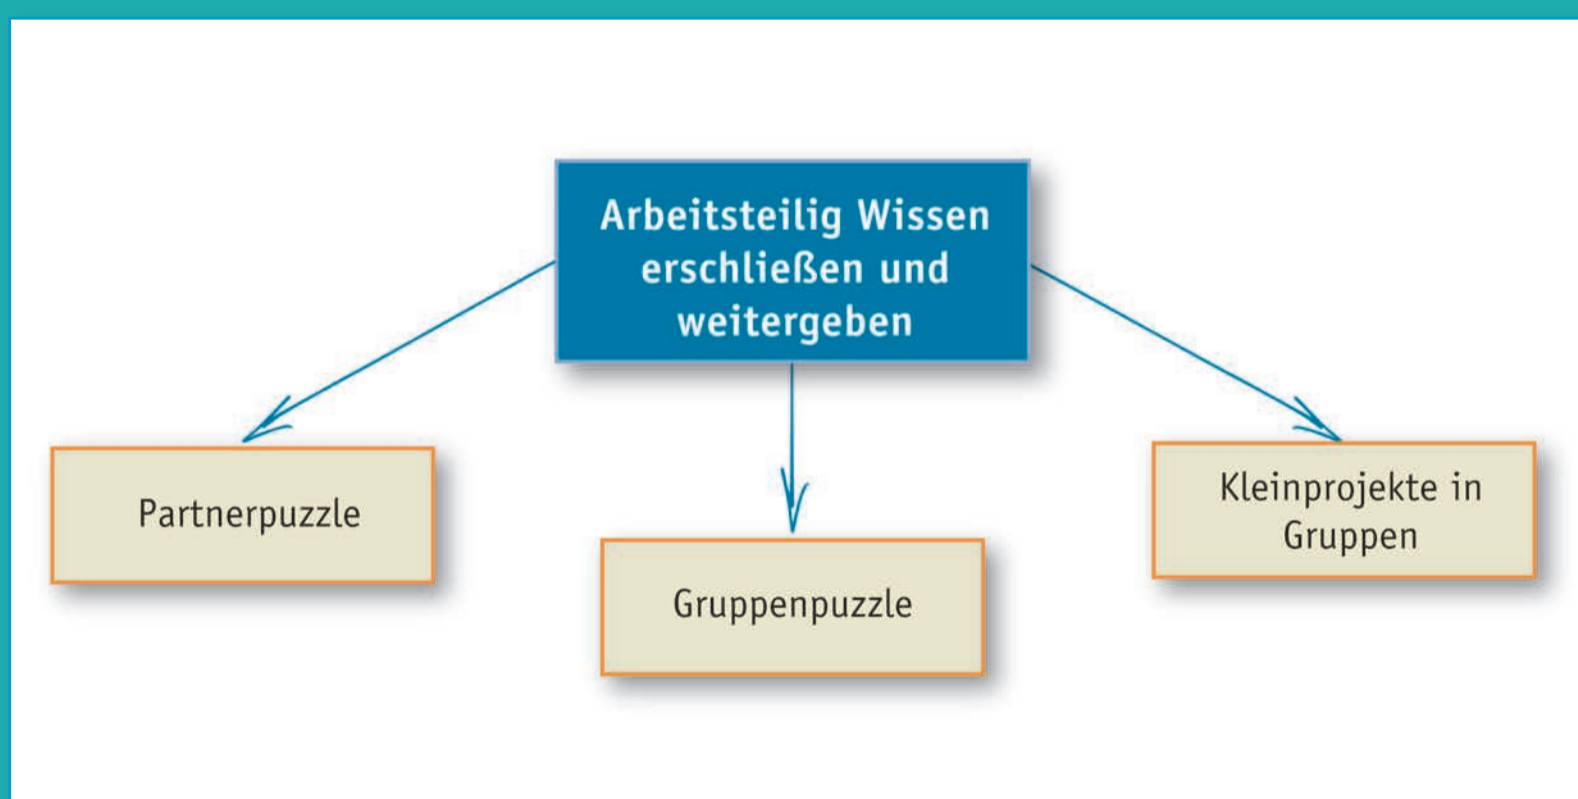 Arbeitsteilig Wissen
erschließen und
weitergeben
Partnerpuzzle
Gruppenpuzzle
Kleinprojekte in
Gruppen